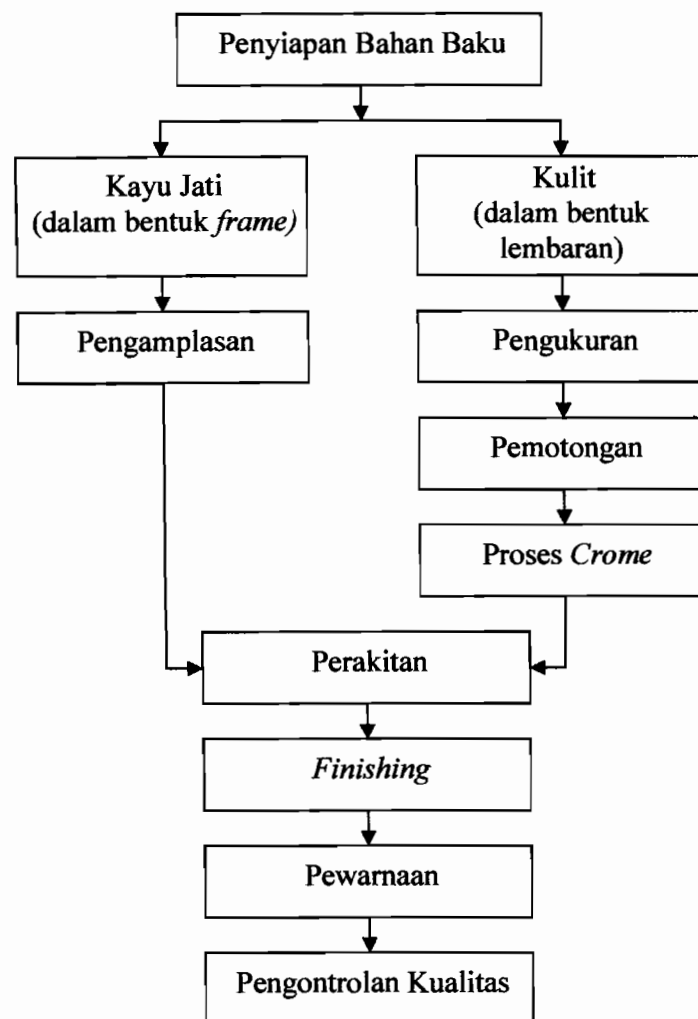 Penyiapan Bahan Baku
Kayu Jati
(dalam bentuk frame)
Kulit
(dalam bentuk
lembaran)
Pengamplasan
Pengukuran
Pemotongan
Proses Crome
Perakitan
Finishing
Pewarnaan
Pengontrolan Kualitas